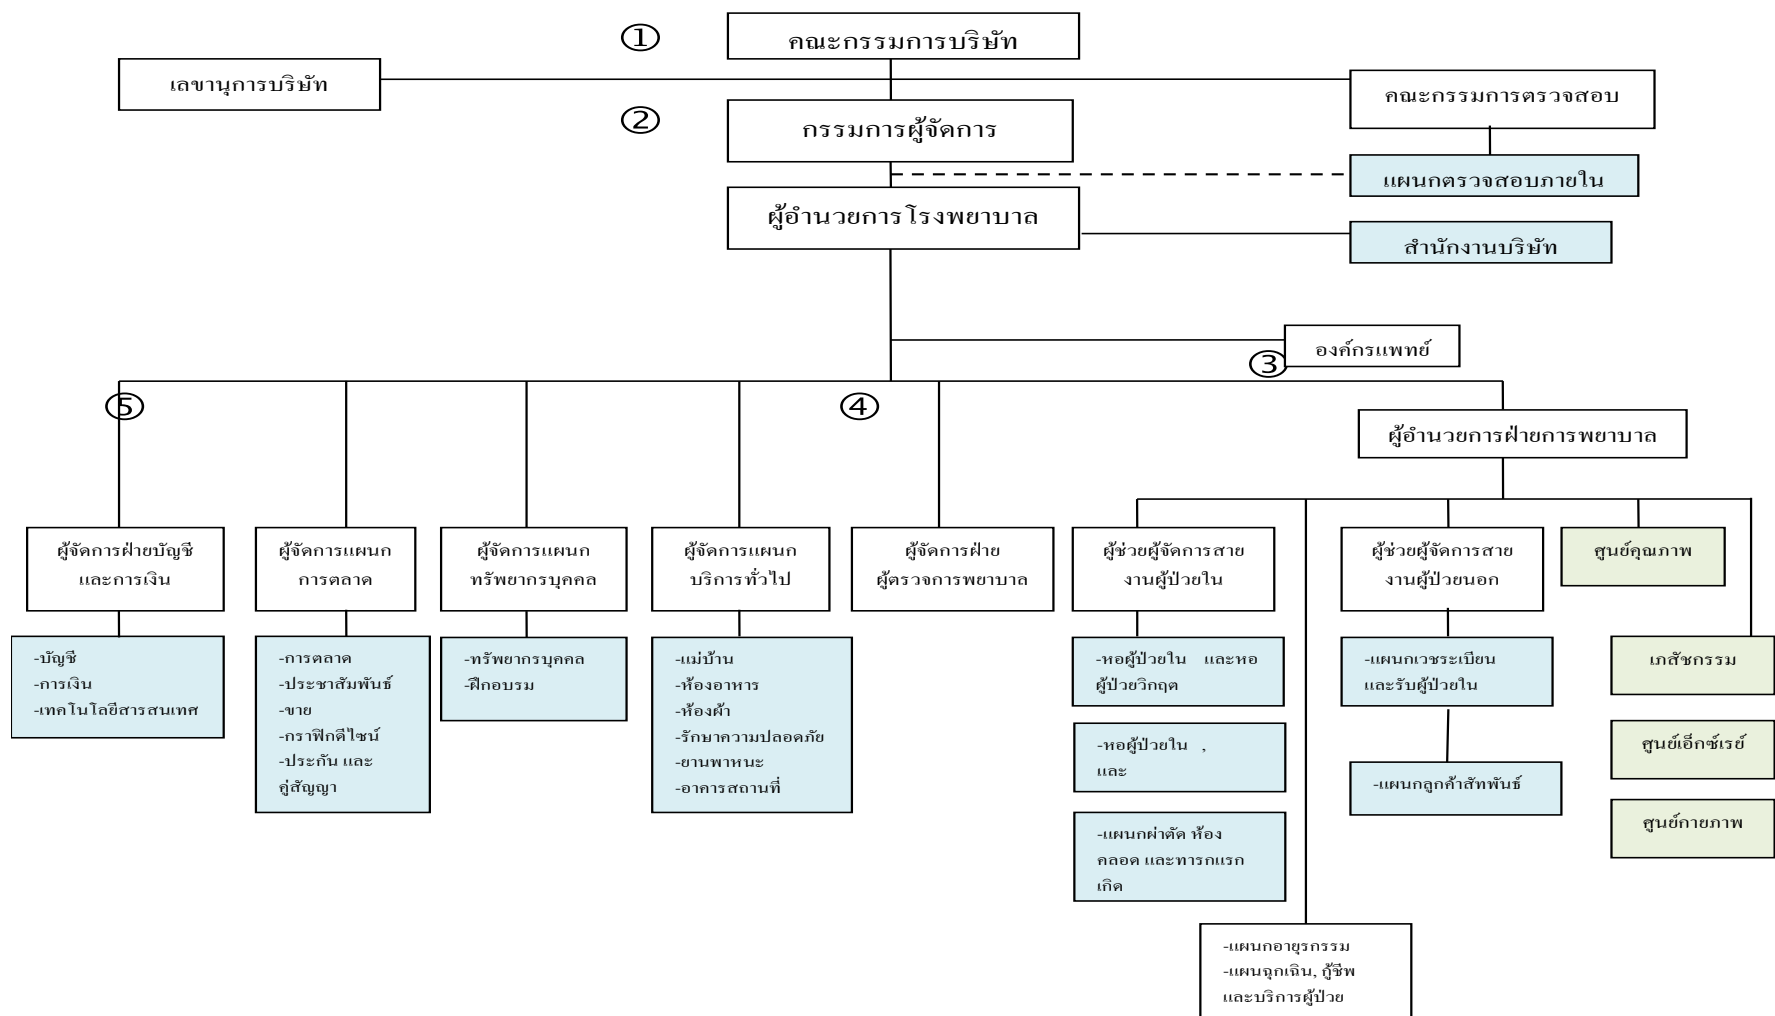 ①
คณะกรรมการบริษัท
เลขานุการบริษัท
คณะกรรมการตรวจสอบ
②
กรรมการผู้จัดการ
แผนกตรวจสอบภายใน
ผู้อำนวยการโรงพยาบาล
สำนักงานบริษัท
องค์กรแพทย์
③
⑤
④
ผู้อำนวยการฝ่ายการพยาบาล
ผู้จัดการฝ่ายบัญชี
และการเงิน
ผู้จัดการแผนก
การตลาด
ผู้จัดการแผนก
ทรัพยากรบุคคล
ผู้จัดการแผนก
บริการทั่วไป
ผู้จัดการฝ่าย
ผู้ตรวจการพยาบาล
ผู้ช่วยผู้จัดการสาย
งานผู้ป่วยใน
ผู้ช่วยผู้จัดการสาย
งานผู้ป่วยนอก
ศูนย์คุณภาพ
-บัญชี
-การเงิน
-เทคโนโลยีสารสนเทศ
-การตลาด
-ประชาสัมพันธ์
-ขาย
-กราฟิกดีไซน์
-ประกัน และ
คู่สัญญา
-ทรัพยากรบุคคล
-ฝึกอบรม
-แม่บ้าน
-ห้องอาหาร
-ห้องผ้า
-รักษาความปลอดภัย
-ยานพาหนะ
-อาคารสถานที่
-หอผู้ป่วยใน และหอ
ผู้ป่วยวิกฤต
-หอผู้ป่วยใน ,
และ
-แผนกผ่าตัด ห้อง
คลอด และทารกแรก
เกิด
-แผนกเวชระเบียน
และรับผู้ป่วยใน
-แผนกลูกค้าสัทพันธ์
เภสัชกรรม
ศูนย์เอ็กซ์เรย์
ศูนย์กายภาพ
-แผนกอายุรกรรม
-แผนฉุกเฉิน, กู้ชีพ
และบริการผู้ป่วย